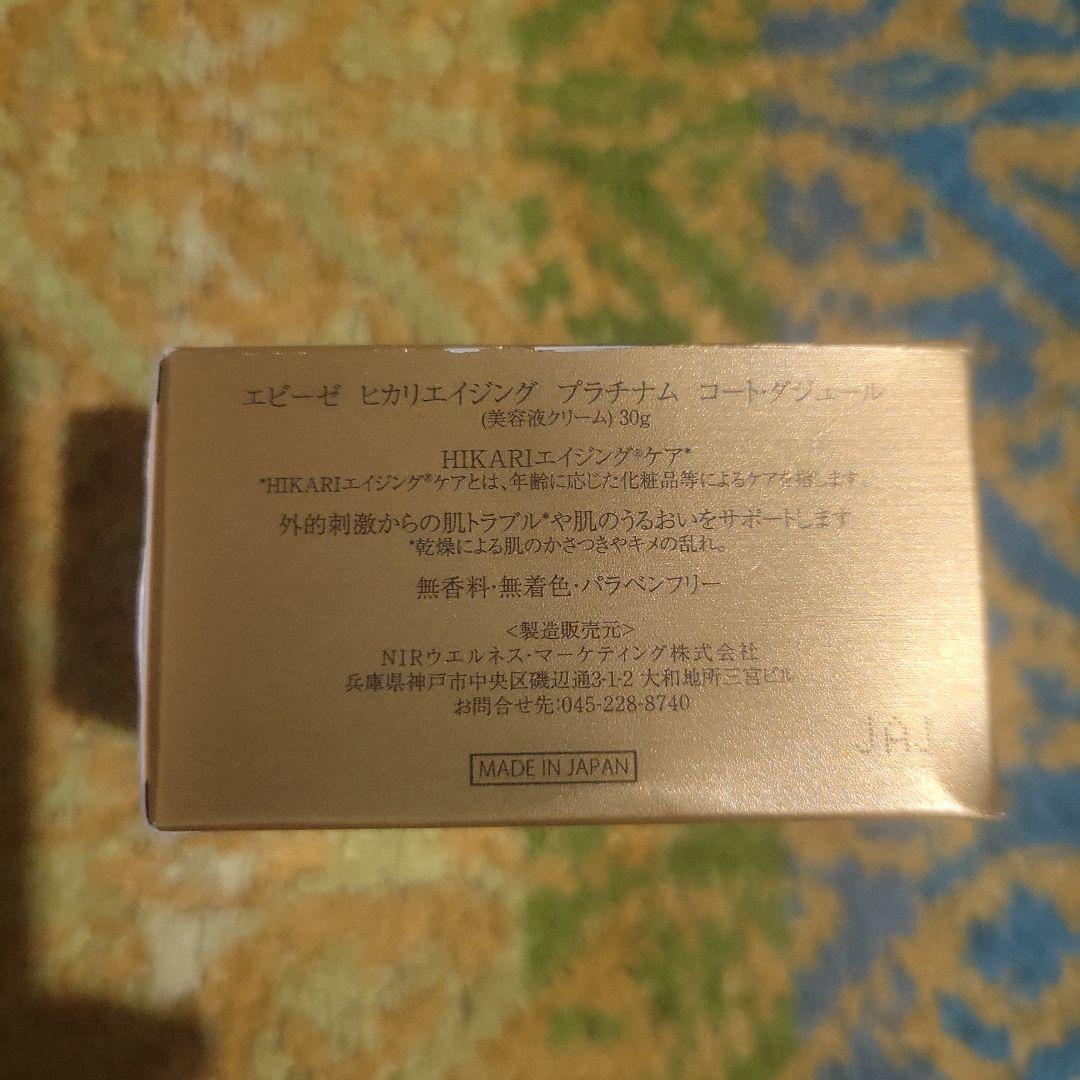 エビーゼ ヒカリエイジング プラチナム コート・ダジュール
(美容液クリーム) 30g
HIKARIエイジング®ケア*
*HIKARIエイジング®ケアとは、年齢に応じた化粧品等によるケアを指します。
外的刺激からの肌トラブル*や肌のうるおいをサポートします
*乾燥による肌のかさつきやキメの乱れ。
無香料・無着色・パラベンフリー
<製造販売元>
NIRウエルネス・マーケティング株式会社
兵庫県神戸市中央区磯辺通3-1-2 大和地所三宮ビル
お問合せ先:045-228-8740
JAJ
MADE IN JAPAN